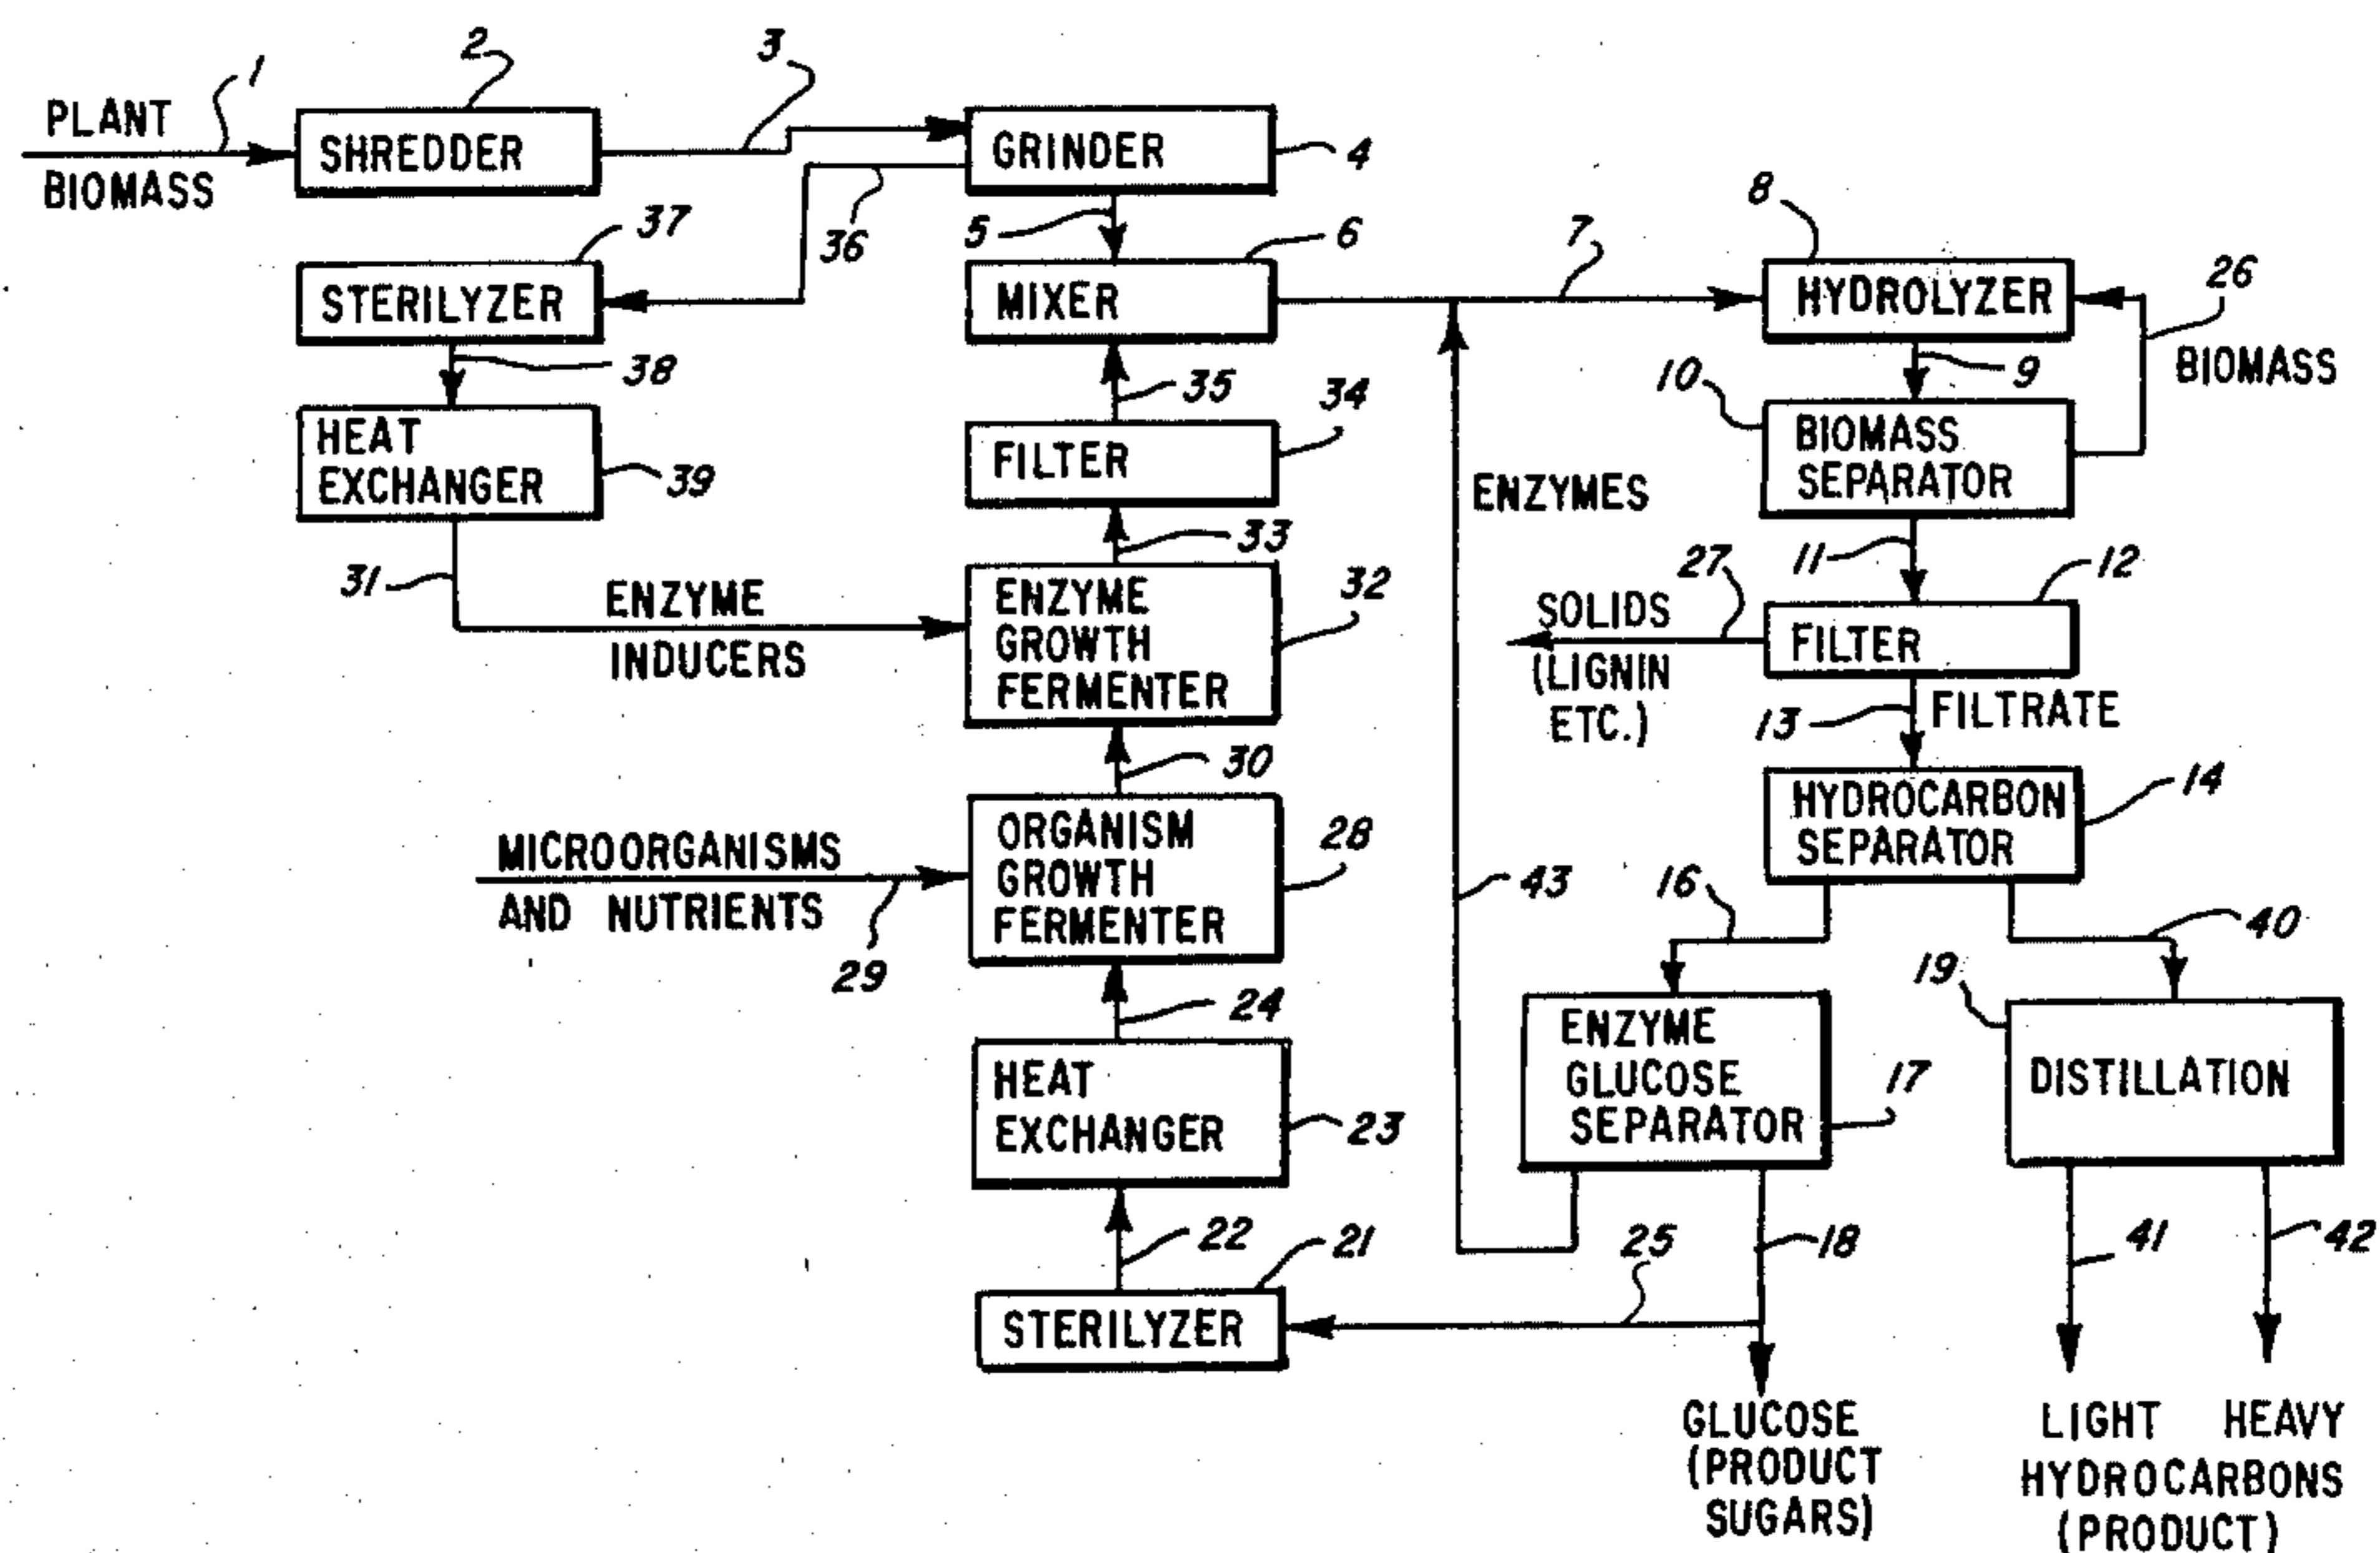 1
2
3
PLANT
BIOMASS
SHREDDER
GRINDER
4
36
5
37
6
7
8
26
STERILYZER
MIXER
HYDROLYZER
BIOMASS
38
35
34
10
9
HEAT
EXCHANGER
39
FILTER
BIOMASS
SEPARATOR
ENZYMES
33
31
ENZYME
INDUCERS
ENZYME
GROWTH
FERMENTER
32
11
27
12
SOLIDS
(LIGNIN
ETC.)
FILTER
13
FILTRATE
30
HYDROCARBON
SEPARATOR
14
MICROORGANISMS
AND NUTRIENTS
29
ORGANISM
GROWTH
FERMENTER
28
43
16
40
24
19
HEAT
EXCHANGER
23
ENZYME
GLUCOSE
SEPARATOR
17
DISTILLATION
22
21
25
18
41
42
STERILYZER
GLUCOSE
(PRODUCT
SUGARS)
LIGHT HEAVY
HYDROCARBONS
(PRODUCT)